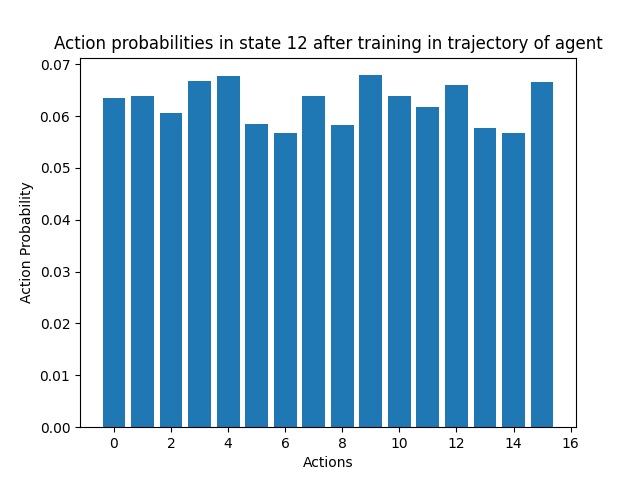 Action probabilities in state 12 after training in trajectory of agent
0.07
0.06
0.05
0.04
0.03
0.02
0.01
0.00
Action Probability
0 2 4 6 8 10 12 14 16
Actions